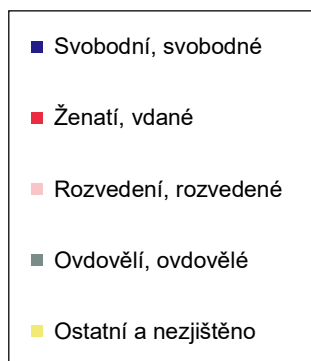 Svobodní, svobodné
Ženatí, vdané
Rozvedení, rozvedené
Ovdovělí, ovdovělé
Ostatní a nezjištěno